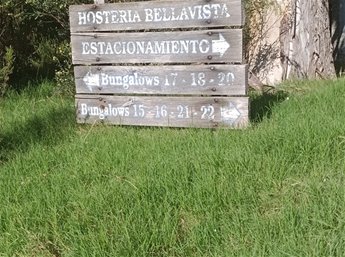 HOSTERIA BELLAVISTA
ESTACIONAMIENTO
Bungalows 17 - 18 - 20
Bungalows 15 - 16 - 21 - 22